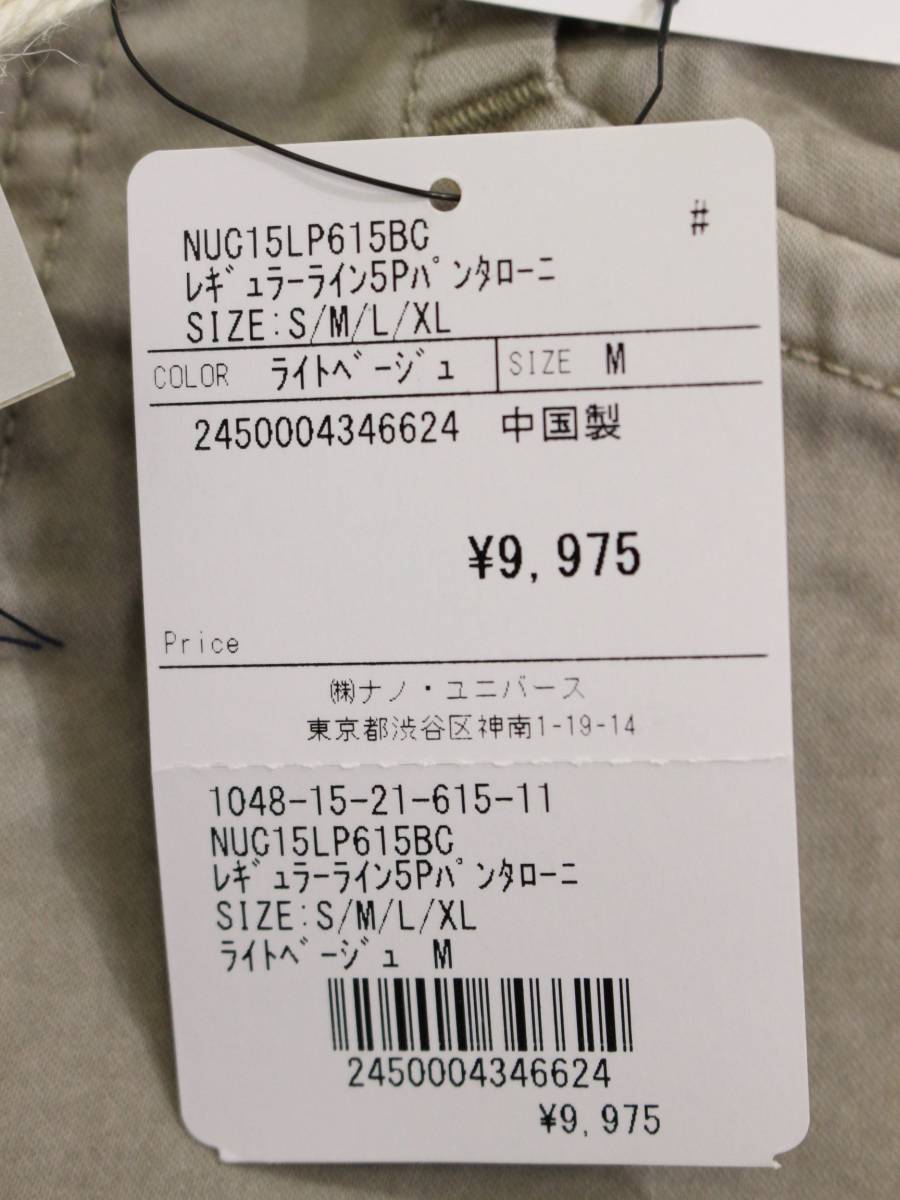 #
NUC15LP615BC
ﾚｷﾞｭﾗｰﾗｲﾝ5Pﾊﾟﾝﾀﾛｰﾆ
SIZE:S/M/L/XL
COLOR ﾗｲﾄﾍﾞｰｼﾞｭ SIZE M
2450004346624 中国製
¥9,975
Price
㈱ナノ・ユニバース
東京都渋谷区神南1-19-14
1048-15-21-615-11
NUC15LP615BC
ﾚｷﾞｭﾗｰﾗｲﾝ5Pﾊﾟﾝﾀﾛｰﾆ
SIZE:S/M/L/XL
ﾗｲﾄﾍﾞｰｼﾞｭ M
2450004346624
¥9,975